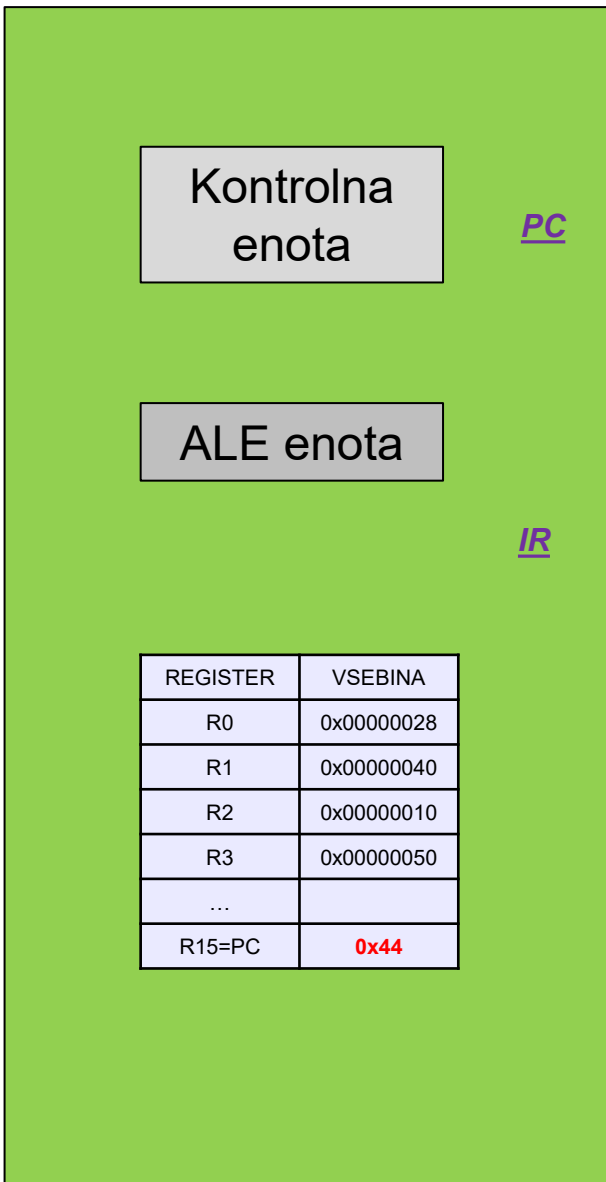 Kontrolna
enota
PC
ALE enota
IR
REGISTER VSEBINA
R0 0x00000028
R1 0x00000040
R2 0x00000010
R3 0x00000050
…
R15=PC 0x44